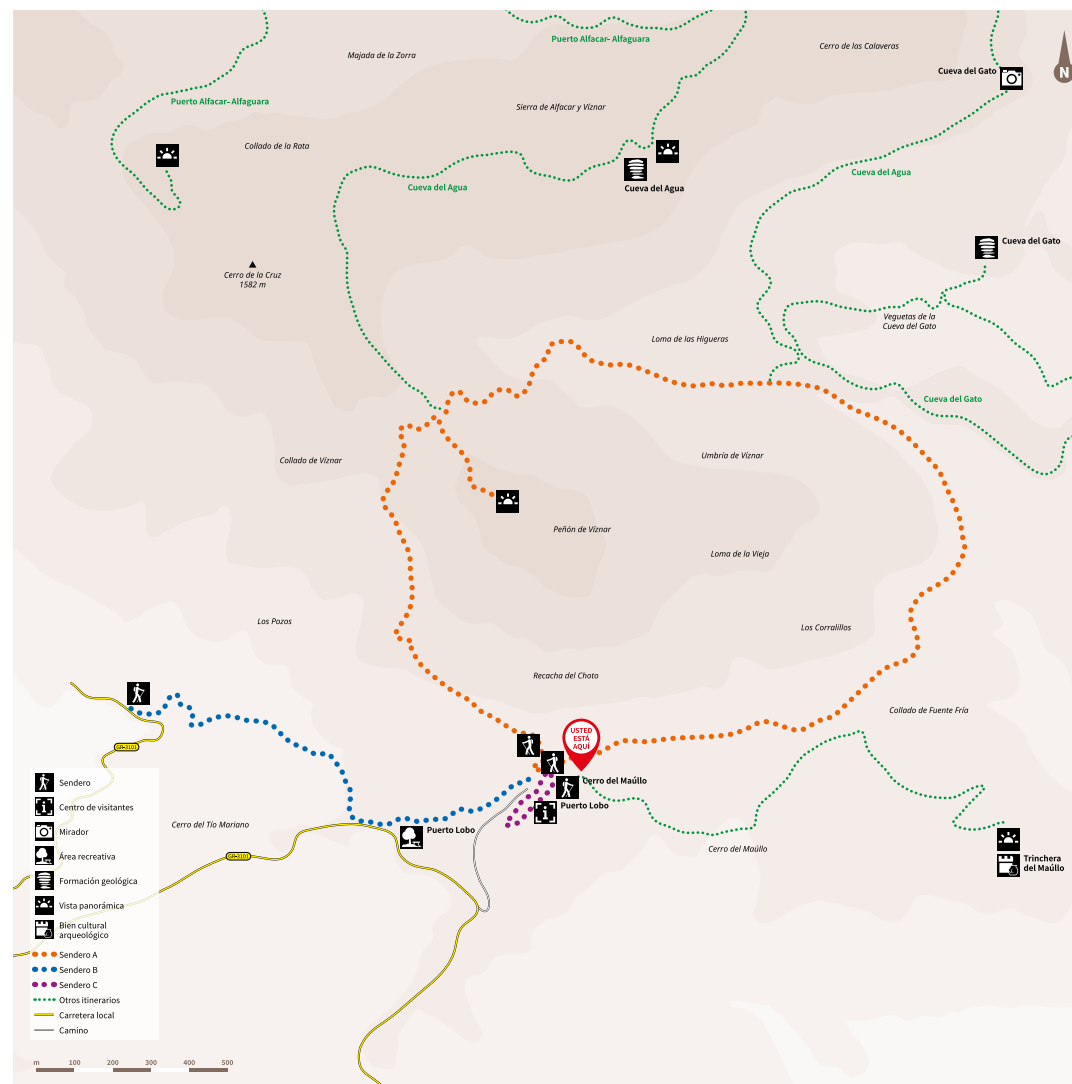 Puerto Alfacar-Alfaguara
Cerro de las Calaveras
Majada de la Zorra
Cueva del Gato
N
Puerto Alfacar-Alfaguara
Sierra de Alfacar y Víznar
Collado de la Rata
Cueva del Agua
Cueva del Agua
Cueva del Agua
Cueva del Gato
Cerro de la Cruz
1582 m
Veguetas de la
Cueva del Gato
Loma de las Higueras
Cueva del Gato
Collado de Víznar
Umbría de Víznar
Peñón de Víznar
Loma de la Vieja
Los Pozos
Los Corralillos
Recacha del Choto
Collado de Fuente Fría
USTED
ESTÁ
AQUÍ
GR-3101
Cerro del Maúllo
Puerto Lobo
Cerro del Tío Mariano
Puerto Lobo
Cerro del Maúllo
GR-3101
Trinchera
del Maúllo
Sendero
Centro de visitantes
Mirador
Área recreativa
Formación geológica
Vista panorámica
Bien cultural
arqueológico
Sendero A
Sendero B
Sendero C
Otros itinerarios
Carretera local
Camino
m 100 200 300 400 500